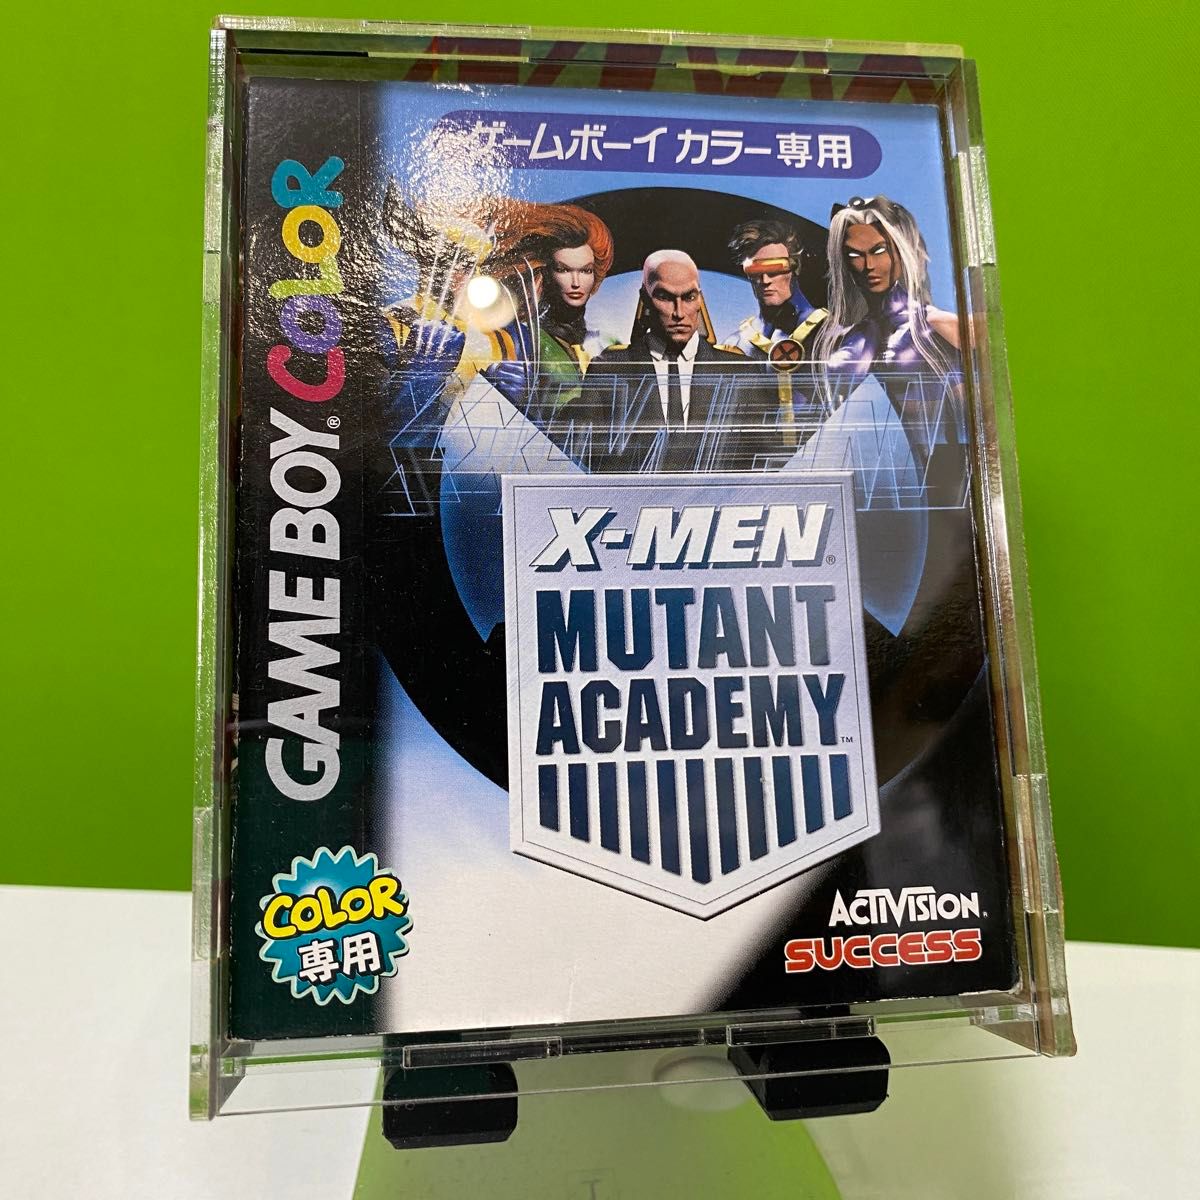 ゲームボーイ カラー専用
GAME BOY® COLOR
X-MEN®
MUTANT
ACADEMY™
COLOR
専用
ACTIVISION®
SUCCESS